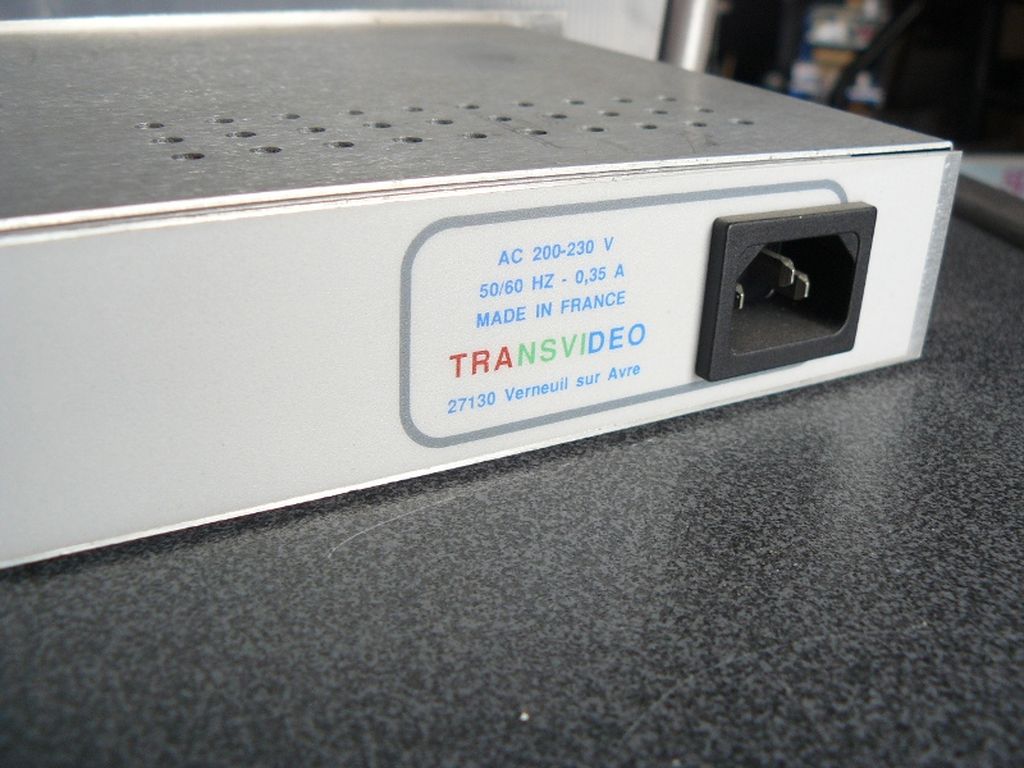 AC 200-230 V
50/60 HZ - 0,35 A
MADE IN FRANCE
TRANSVIDEO
27130 Verneuil sur Avre